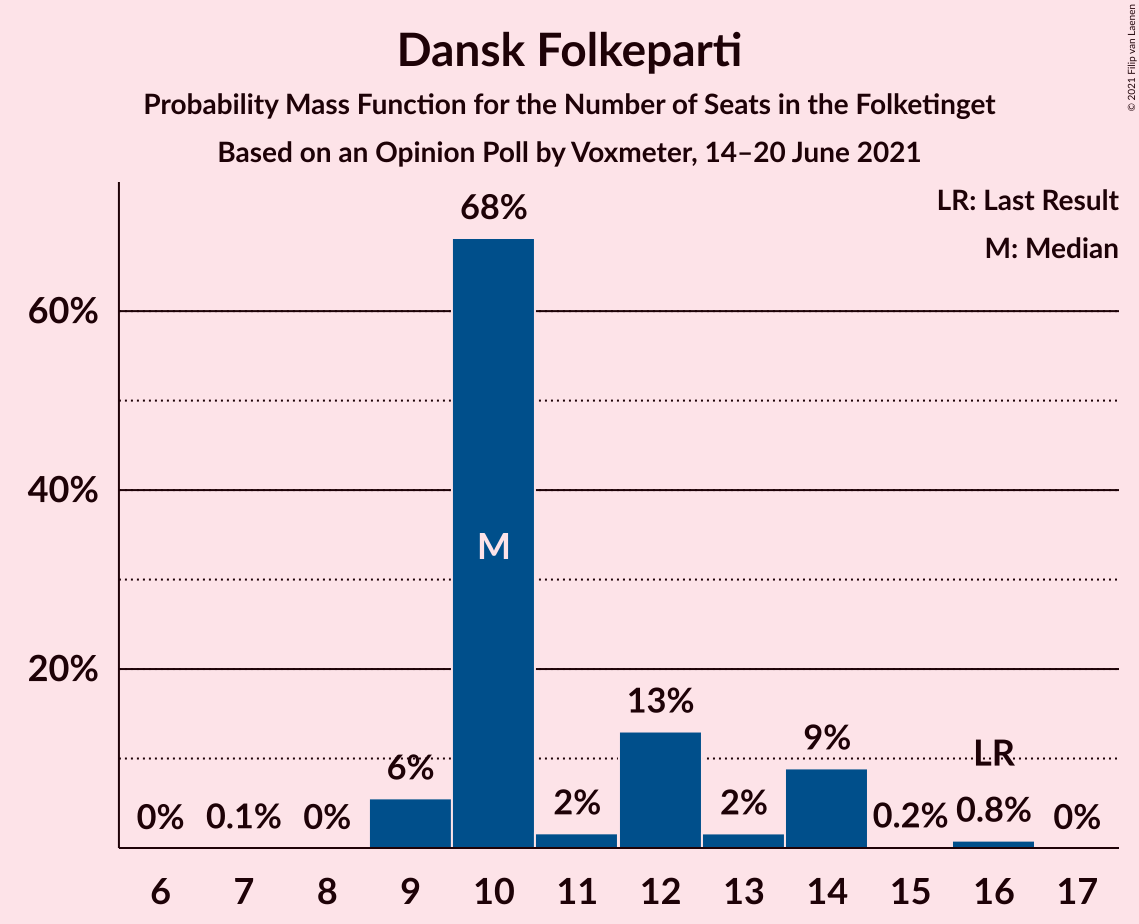 Dansk Folkeparti
Probability Mass Function for the Number of Seats in the Folketinget
Based on an Opinion Poll by Voxmeter, 14–20 June 2021
© 2021 Filip van Laenen
LR: Last Result
M: Median
68%
60%
40%
M
20%
13%
9%
6%
LR
0% 0.1% 0% 2% 2% 0.2% 0.8% 0%
6 7 8 9 10 11 12 13 14 15 16 17